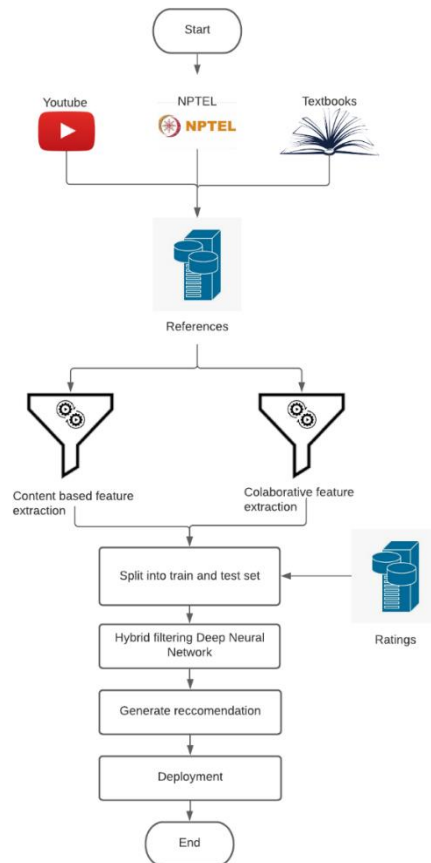 Start
Youtube
NPTEL
Textbooks
NPTEL
References
Content based feature
extraction
Colaborative feature
extraction
Split into train and test set
Ratings
Hybrid filtering Deep Neural
Network
Generate reccomendation
Deployment
End